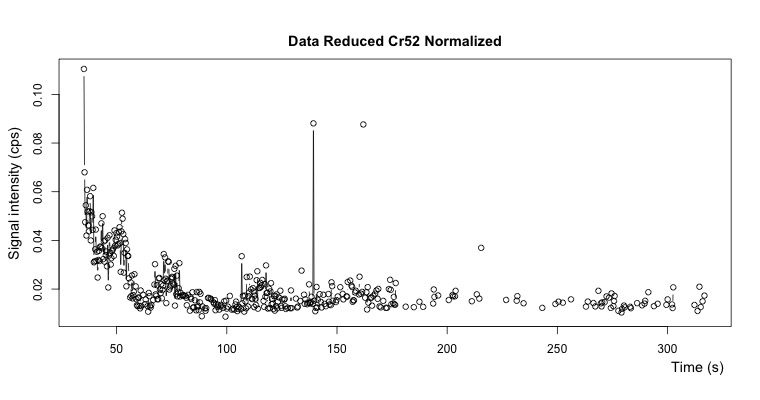 Data Reduced Cr52 Normalized
Signal intensity (cps)
0.10
0.08
0.06
0.04
0.02
50 100 150 200 250 300
Time (s)